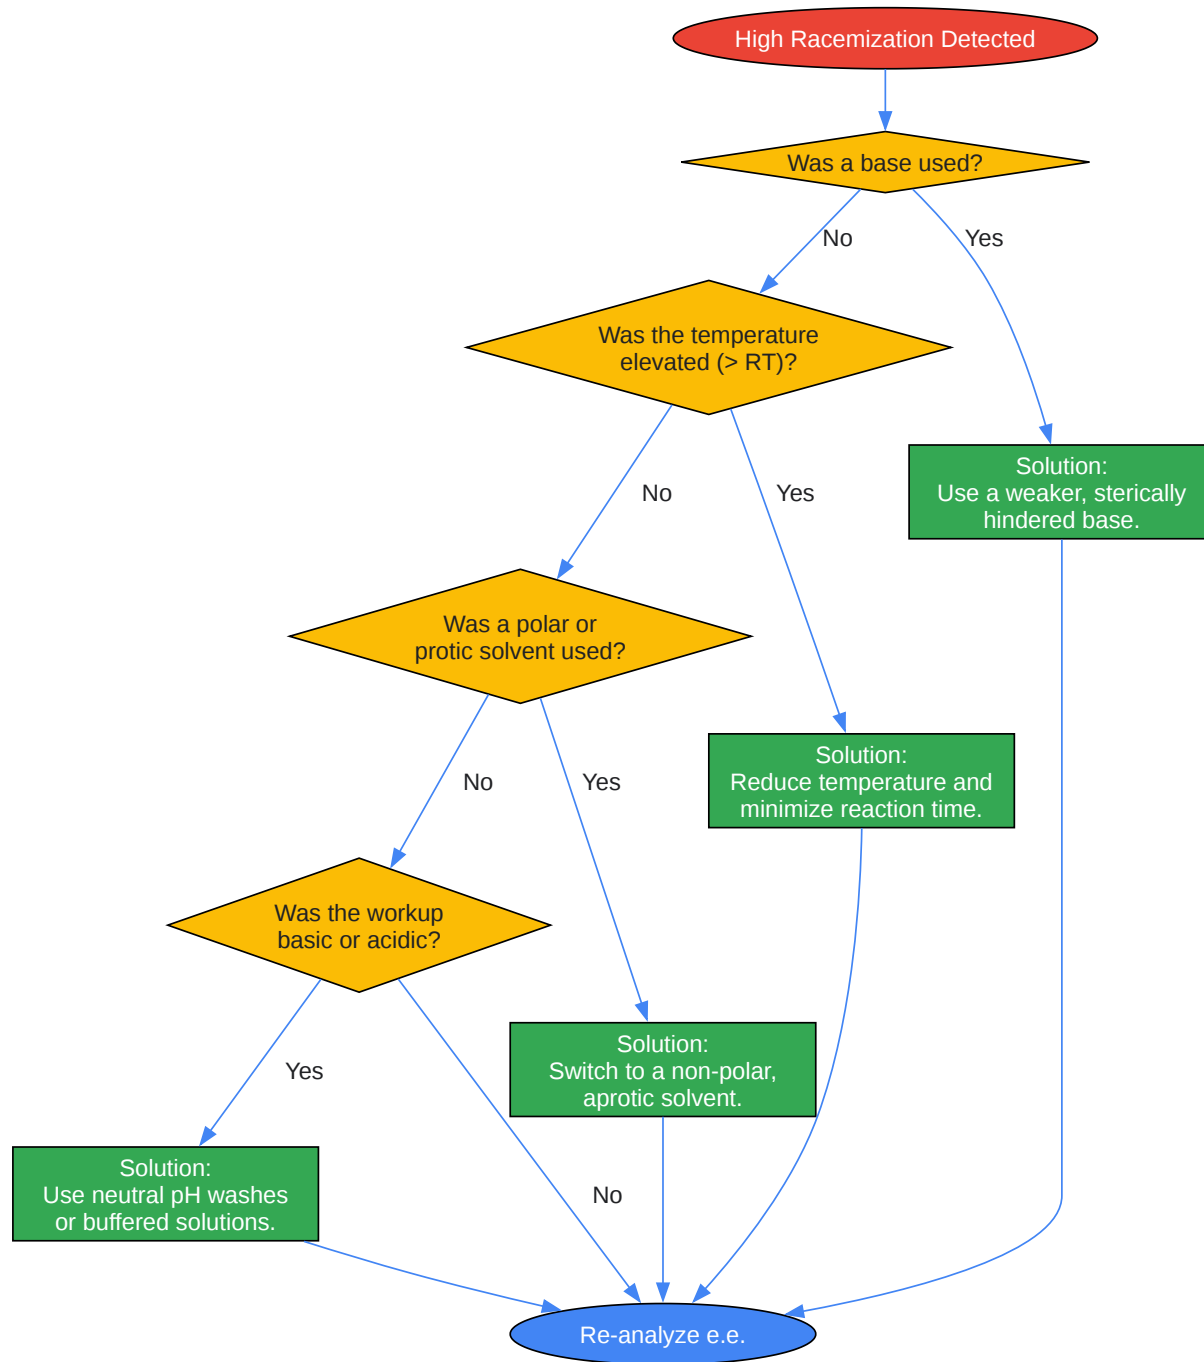 High Racemization Detected
Was a base used?
No
Yes
Was the temperature
elevated (> RT)?
No
Yes
Solution:
Use a weaker, sterically
hindered base.
Was a polar or
protic solvent used?
No
Yes
Solution:
Reduce temperature and
minimize reaction time.
Was the workup
basic or acidic?
Yes
No
Solution:
Switch to a non-polar,
aprotic solvent.
Solution:
Use neutral pH washes
or buffered solutions.
Re-analyze e.e.